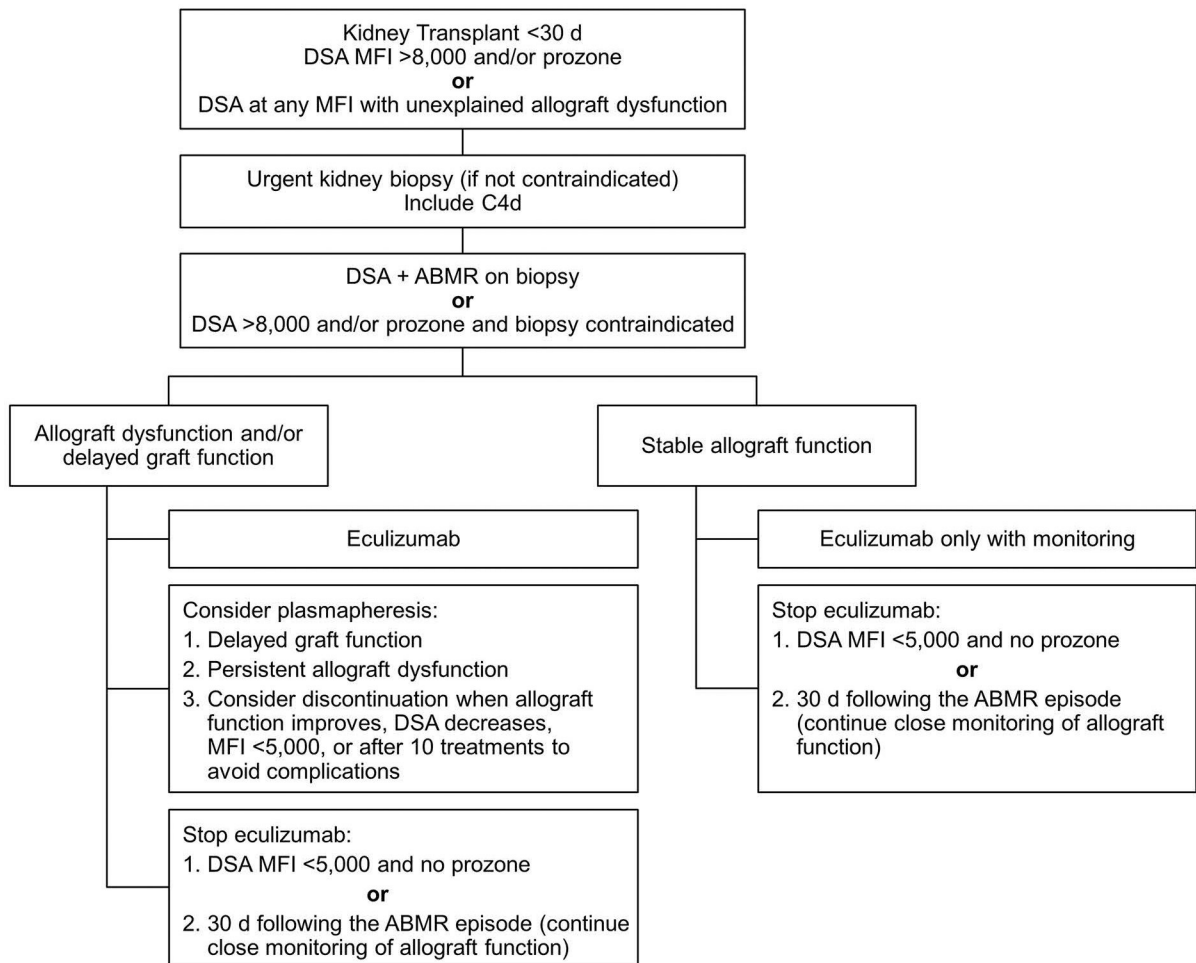 Kidney Transplant <30 d
DSA MFI >8,000 and/or prozone
or
DSA at any MFI with unexplained allograft dysfunction
Urgent kidney biopsy (if not contraindicated)
Include C4d
DSA + ABMR on biopsy
or
DSA >8,000 and/or prozone and biopsy contraindicated
Allograft dysfunction and/or
delayed graft function
Eculizumab
Consider plasmapheresis:
1. Delayed graft function
2. Persistent allograft dysfunction
3. Consider discontinuation when allograft
function improves, DSA decreases,
MFI <5,000, or after 10 treatments to
avoid complications
Stop eculizumab:
1. DSA MFI <5,000 and no prozone
or
2. 30 d following the ABMR episode (continue
close monitoring of allograft function)
Stable allograft function
Eculizumab only with monitoring
Stop eculizumab:
1. DSA MFI <5,000 and no prozone
or
2. 30 d following the ABMR episode
(continue close monitoring of allograft
function)